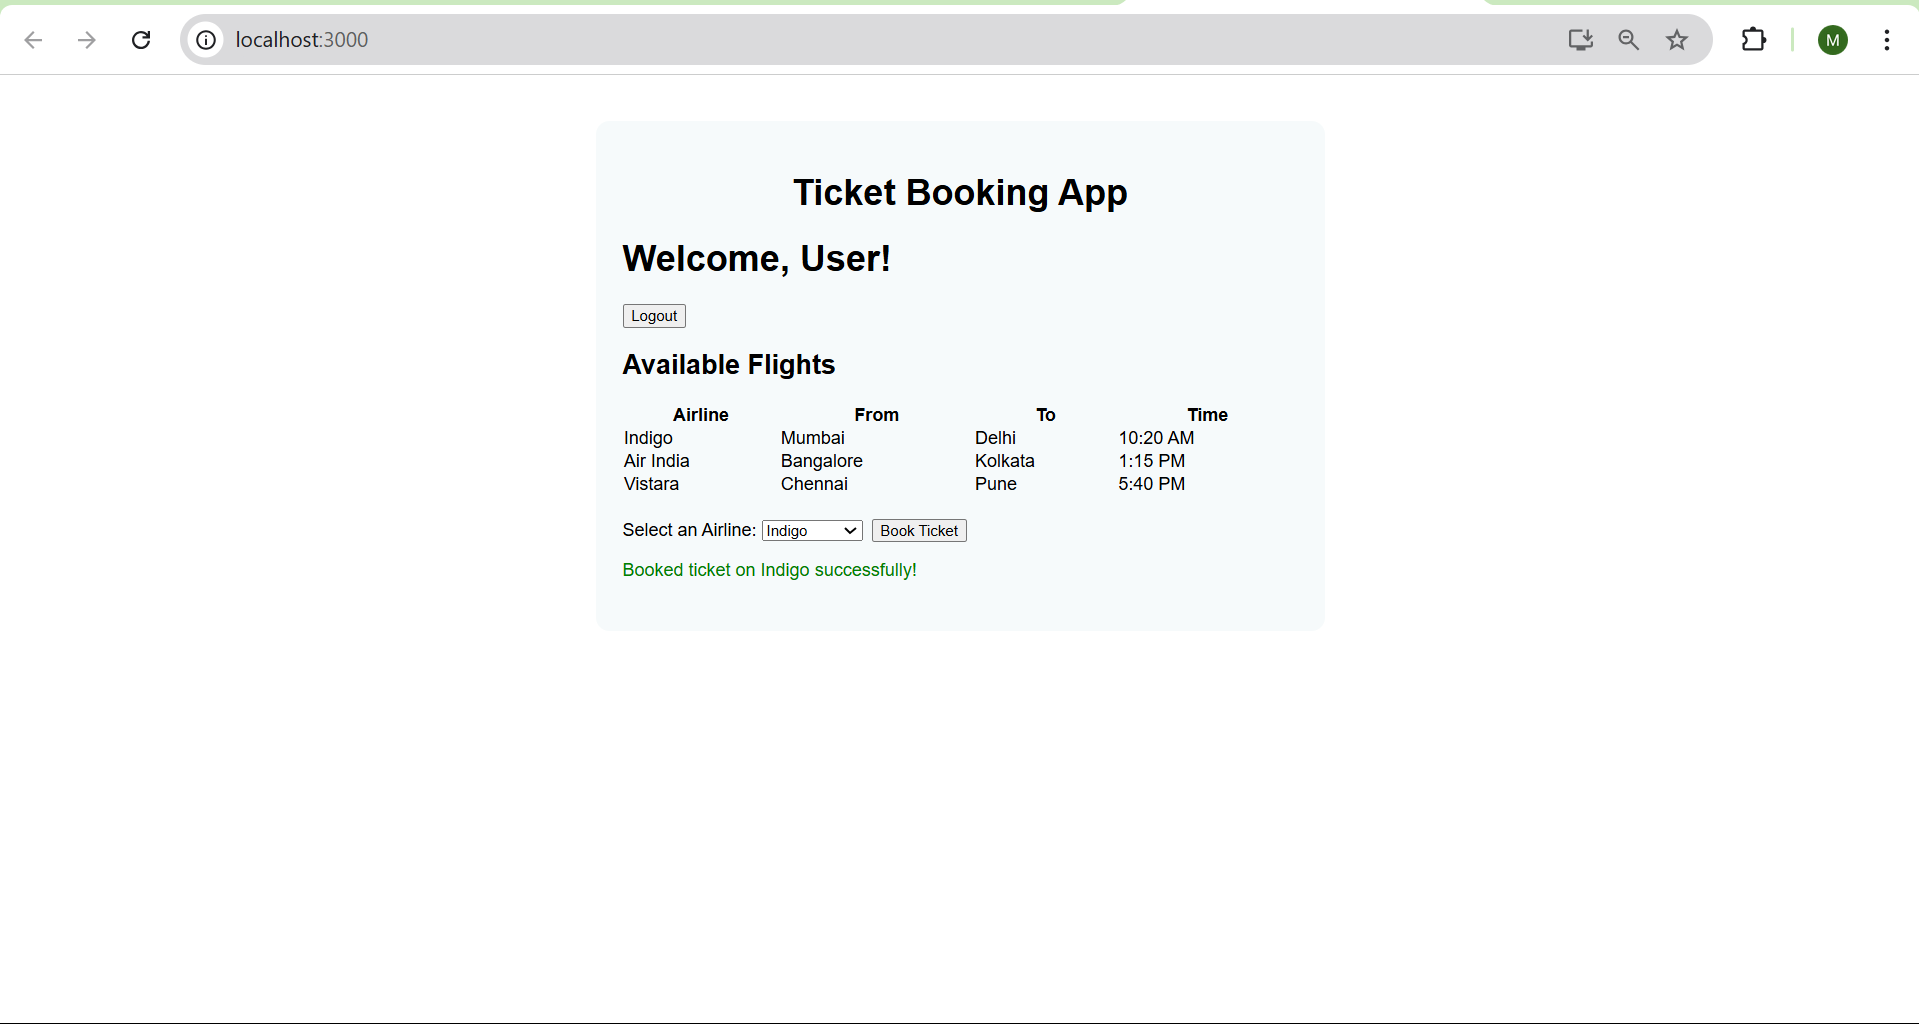 localhost:3000
M
Ticket Booking App
Welcome, User!
Logout
Available Flights
Airline From To Time
Indigo Mumbai Delhi 10:20 AM
Air India Bangalore Kolkata 1:15 PM
Vistara Chennai Pune 5:40 PM
Select an Airline: Indigo Book Ticket
Booked ticket on Indigo successfully!